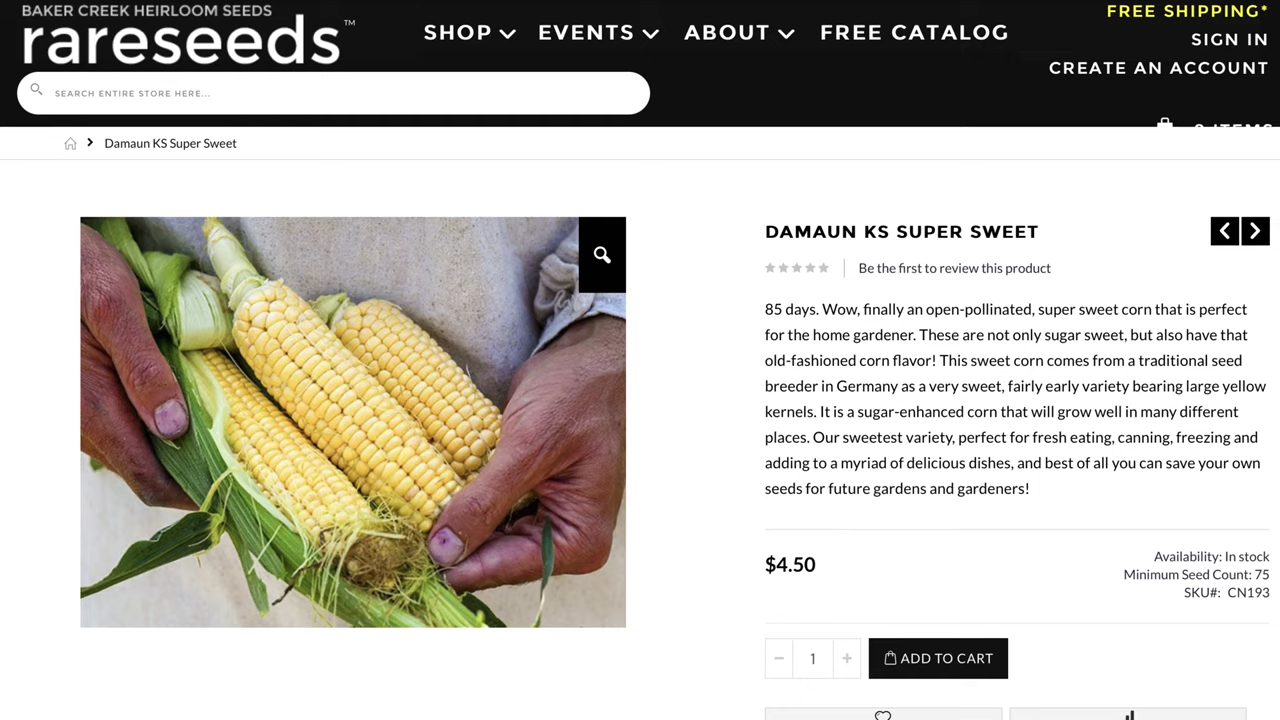 BAKER CREEK HEIRLOOM SEEDS
rareseeds™
SHOP
EVENTS
ABOUT
FREE CATALOG
FREE SHIPPING*
SIGN IN
CREATE AN ACCOUNT
SEARCH ENTIRE STORE HERE...
0 ITEMS
Damaun KS Super Sweet
DAMAUN KS SUPER SWEET
Be the first to review this product
85 days. Wow, finally an open-pollinated, super sweet corn that is perfect
for the home gardener. These are not only sugar sweet, but also have that
old-fashioned corn flavor! This sweet corn comes from a traditional seed
breeder in Germany as a very sweet, fairly early variety bearing large yellow
kernels. It is a sugar-enhanced corn that will grow well in many different
places. Our sweetest variety, perfect for fresh eating, canning, freezing and
adding to a myriad of delicious dishes, and best of all you can save your own
seeds for future gardens and gardeners!
$4.50
Availability: In stock
Minimum Seed Count: 75
SKU#: CN193
− 1 +
ADD TO CART